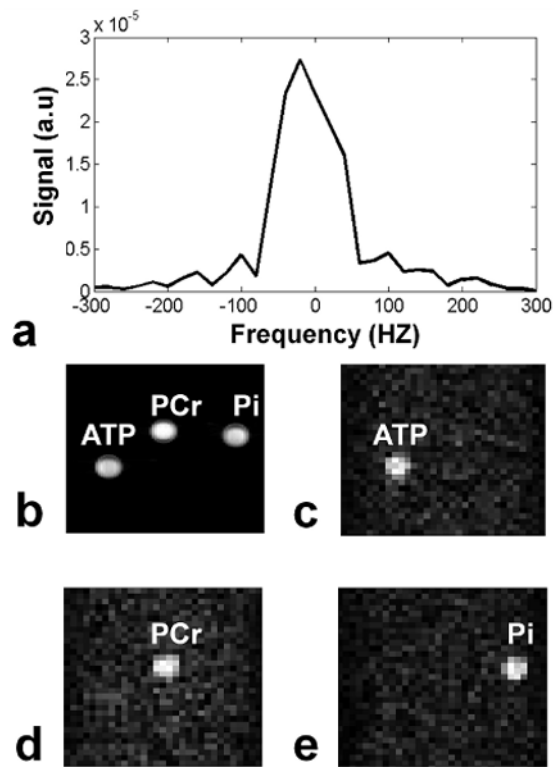 × 10⁻⁵
3
2.5
2
1.5
1
0.5
0
Signal (a.u)
-300 -200 -100 0 100 200 300
Frequency (HZ)
a
PCr Pi
ATP
b
ATP
c
PCr
d
Pi
e